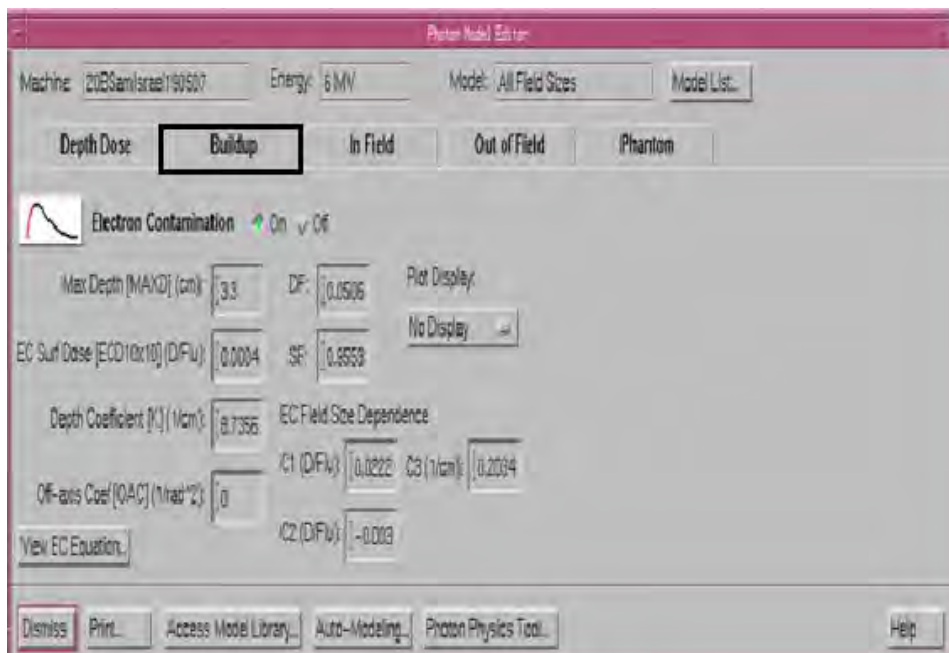 Photon Model Editor
Machine: 20BSamIsrael190507 Energy: 6 MV Model: All Field Sizes Model List...
Depth Dose Buildup In Field Out of Field Phantom
Electron Contamination On Off
Max Depth [MAXD] (cm): 3.3 DF: 0.0506 Plot Display:
No Display
EC Surf Dose [ECD10x10] (D/Flu): 0.0004 SF: 0.9553
Depth Coefficient [K] (1/cm): 8.7356 EC Field Size Dependence
C1 (D/Flu): 0.0222 C3 (1/cm): 0.2034
Off-axis Coef [OAC] (1/rad^2): 0
C2 (D/Flu): -0.003
View EC Equation...
Dismiss Print... Access Model Library... Auto-Modeling... Photon Physics Tool... Help